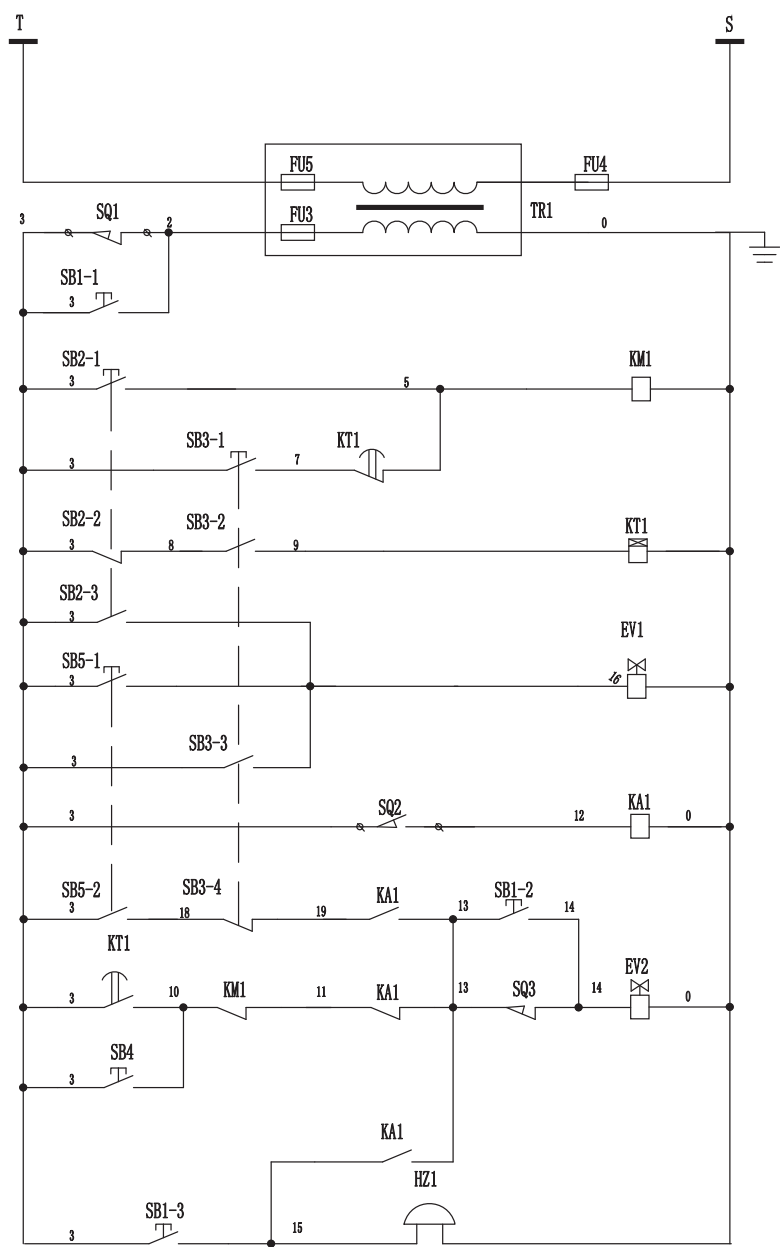 T S
FU5 FU4
3 SQ1 2 FU3 TR1 0
SB1-1
3
SB2-1 KM1
3 5
SB3-1 KT1
3 7
SB2-2 SB3-2 KT1
3 8 9
SB2-3
3
EV1
SB5-1
3 16
SB3-3
3
SQ2 KA1
3 12 0
SB5-2 SB3-4 KA1 13 SB1-2 14
3 18 19
KT1
EV2
3 10 KM1 11 KA1 13 SQ3 14 0
SB4
3
KA1
HZ1
SB1-3
3 15